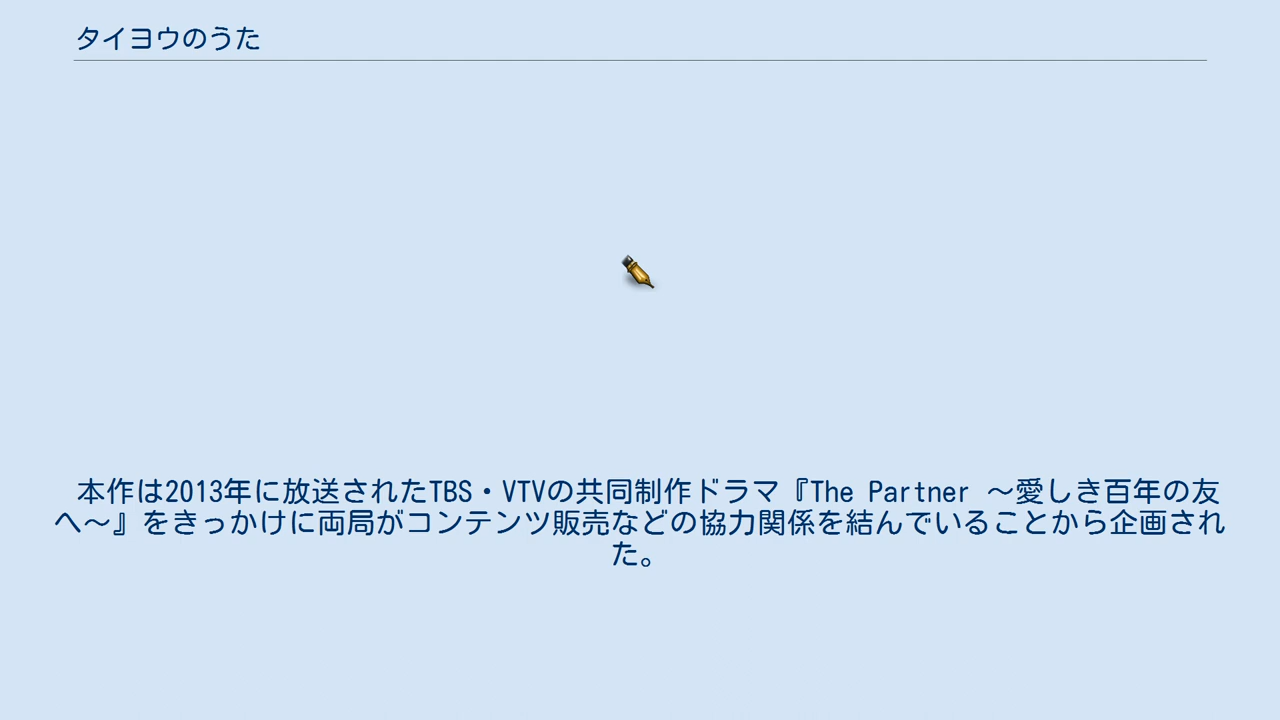 タイヨウのうた
本作は2013年に放送されたTBS・VTVの共同制作ドラマ『The Partner ～愛しき百年の友
へ～』をきっかけに両局がコンテンツ販売などの協力関係を結んでいることから企画され
た。